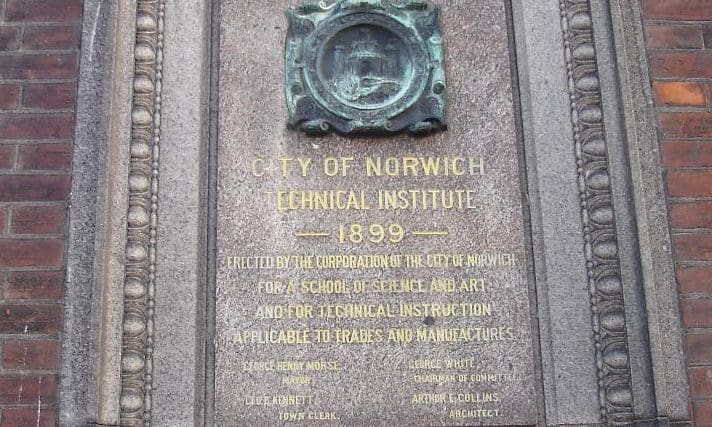 CITY OF NORWICH
TECHNICAL INSTITUTE
— 1899 —
ERECTED BY THE CORPORATION OF THE CITY OF NORWICH
FOR A SCHOOL OF SCIENCE AND ART
AND FOR TECHNICAL INSTRUCTION
APPLICABLE TO TRADES AND MANUFACTURES
GEORGE HENRY MORSE.
MAYOR.
GEO. B. KENNETT.
TOWN CLERK.
GEORGE WHITE.
CHAIRMAN OF COMMITTEE.
ARTHUR E. COLLINS.
ARCHITECT.